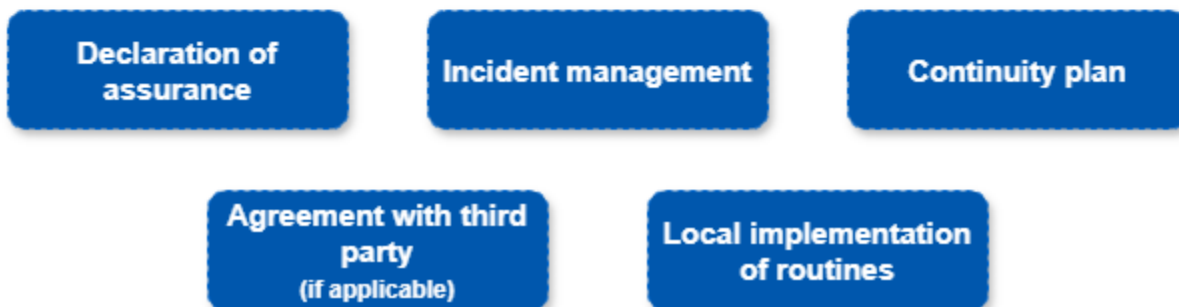 Declaration of
assurance
Incident management
Continuity plan
Agreement with third
party
(if applicable)
Local implementation
of routines